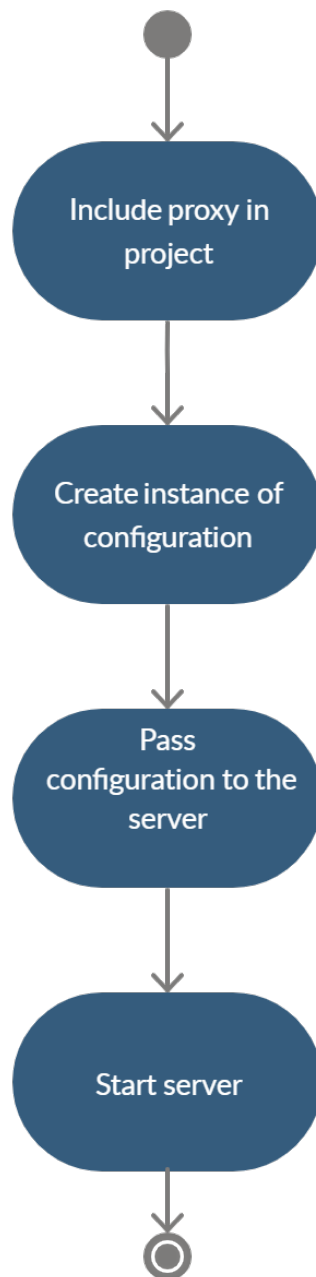 Include proxy in
project
Create instance of
configuration
Pass
configuration to the
server
Start server